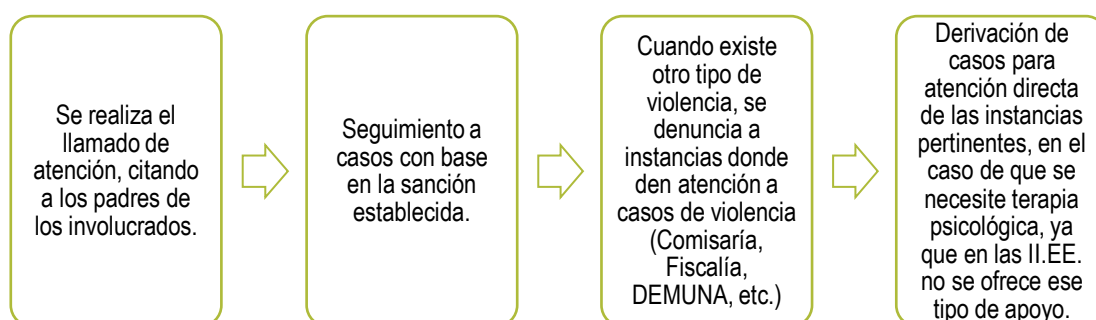 Se realiza el
llamado de
atención, citando
a los padres de
los involucrados.
Seguimiento a
casos con base
en la sanción
establecida.
Cuando existe
otro tipo de
violencia, se
denuncia a
instancias donde
den atención a
casos de violencia
(Comisaría,
Fiscalía,
DEMUNA, etc.)
Derivación de
casos para
atención directa
de las instancias
pertinentes, en el
caso de que se
necesite terapia
psicológica, ya
que en las II.EE.
no se ofrece ese
tipo de apoyo.